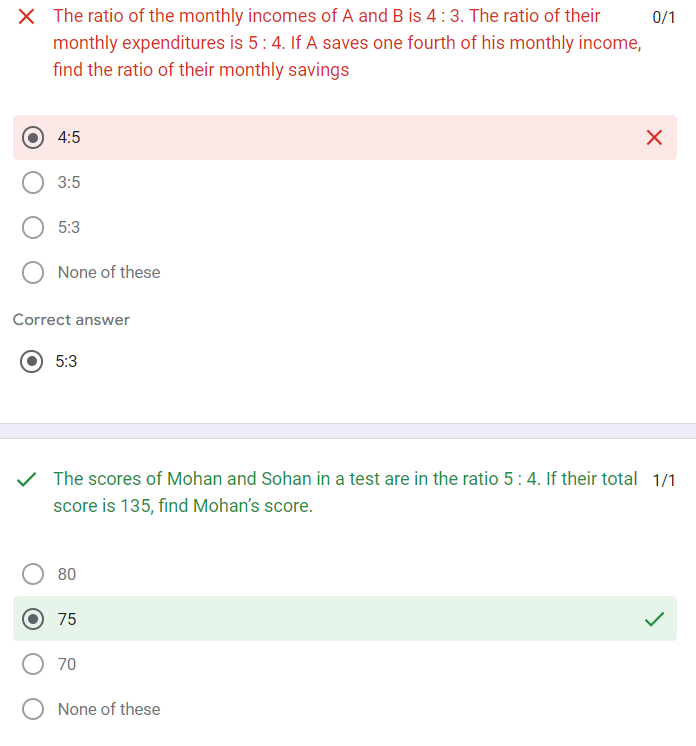 The ratio of the monthly incomes of A and B is 4 : 3. The ratio of their 0/1
monthly expenditures is 5 : 4. If A saves one fourth of his monthly income,
find the ratio of their monthly savings
4:5
3:5
5:3
None of these
Correct answer
5:3
The scores of Mohan and Sohan in a test are in the ratio 5 : 4. If their total 1/1
score is 135, find Mohan’s score.
80
75
70
None of these